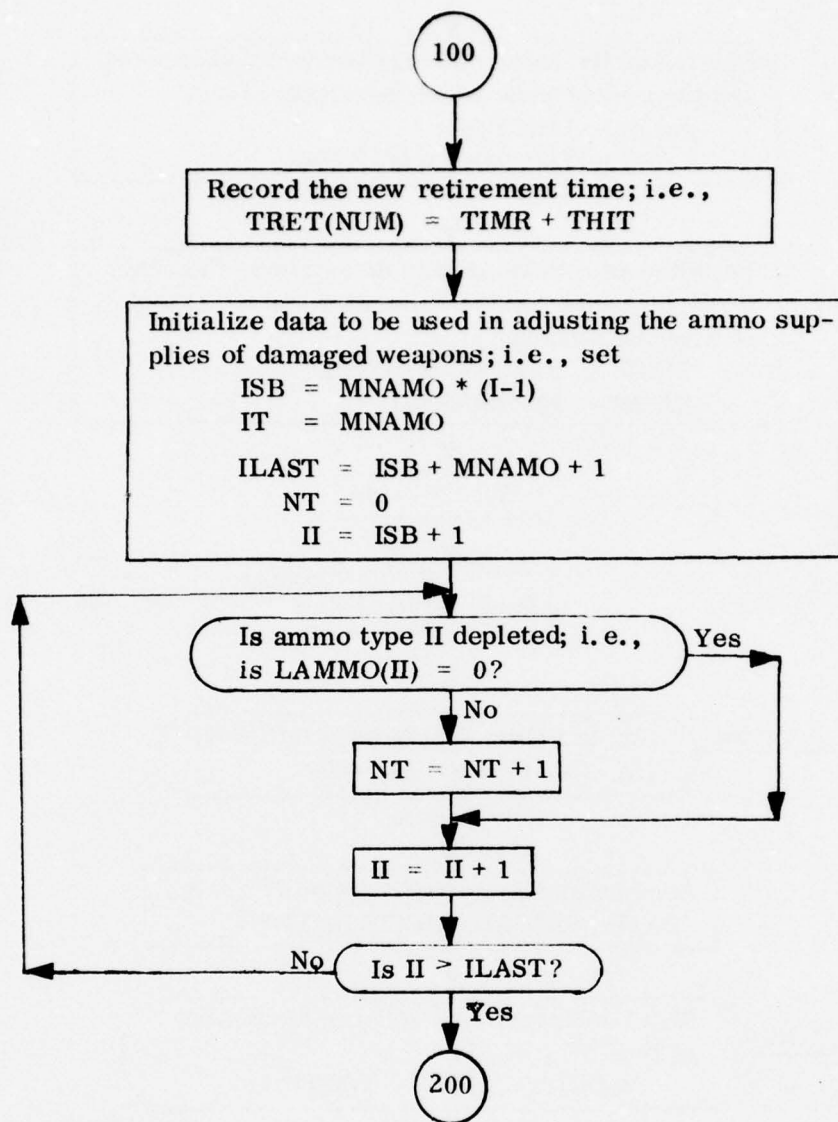 100
Record the new retirement time; i.e.,
TRET(NUM) = TIMR + THIT
Initialize data to be used in adjusting the ammo sup-
plies of damaged weapons; i.e., set
ISB = MNAMO * (I-1)
IT = MNAMO
ILAST = ISB + MNAMO + 1
NT = 0
II = ISB + 1
Is ammo type II depleted; i.e.,
is LAMMO(II) = 0?
Yes
No
NT = NT + 1
II = II + 1
No
Is II > ILAST?
Yes
200